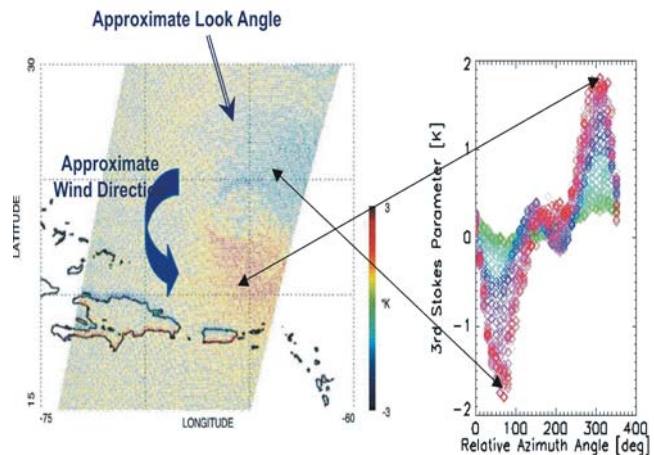 Approximate Look Angle
30
LATITUDE
15
Approximate
Wind Direction
3
°K
-3
-75
LONGITUDE
-60
3rd Stokes Parameter [K]
2
1
0
-1
-2
0 100 200 300 400
Relative Azimuth Angle [deg]